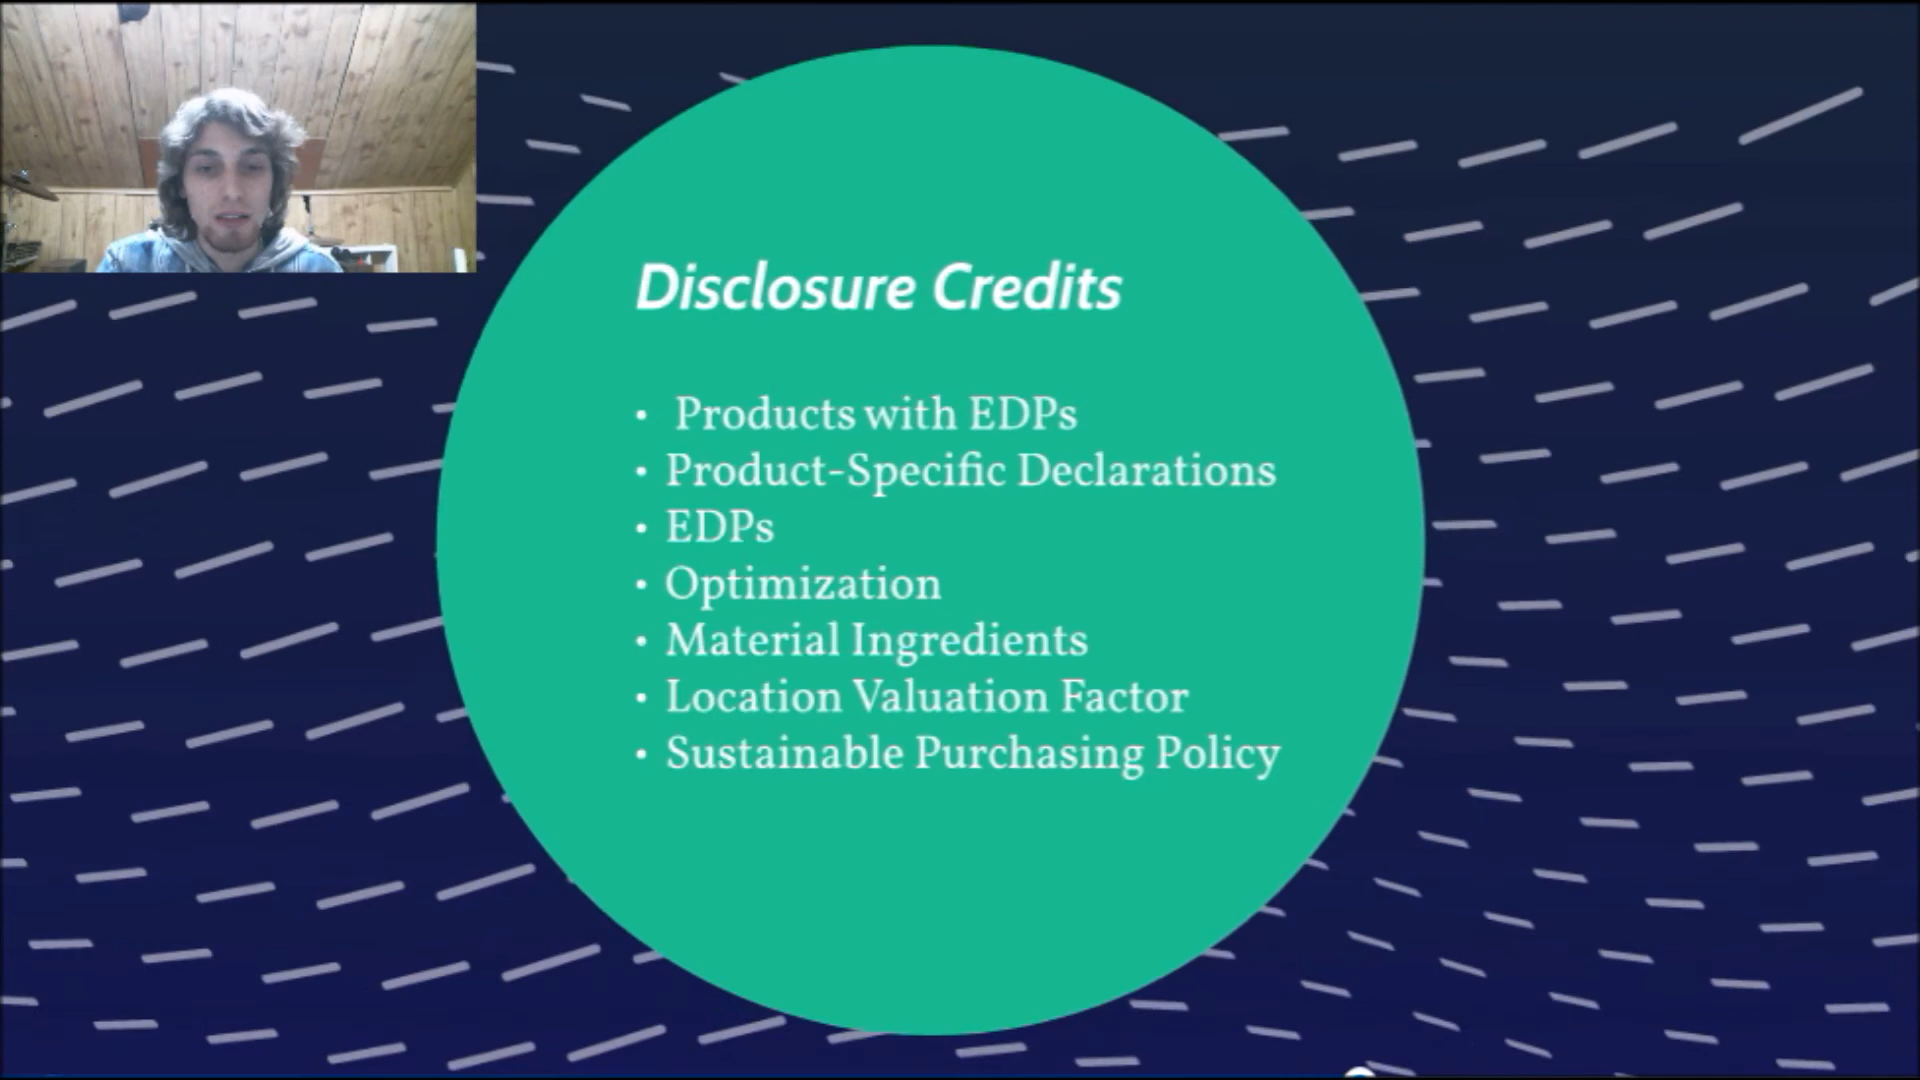 Disclosure Credits
• Products with EDPs
• Product-Specific Declarations
• EDPs
• Optimization
• Material Ingredients
• Location Valuation Factor
• Sustainable Purchasing Policy